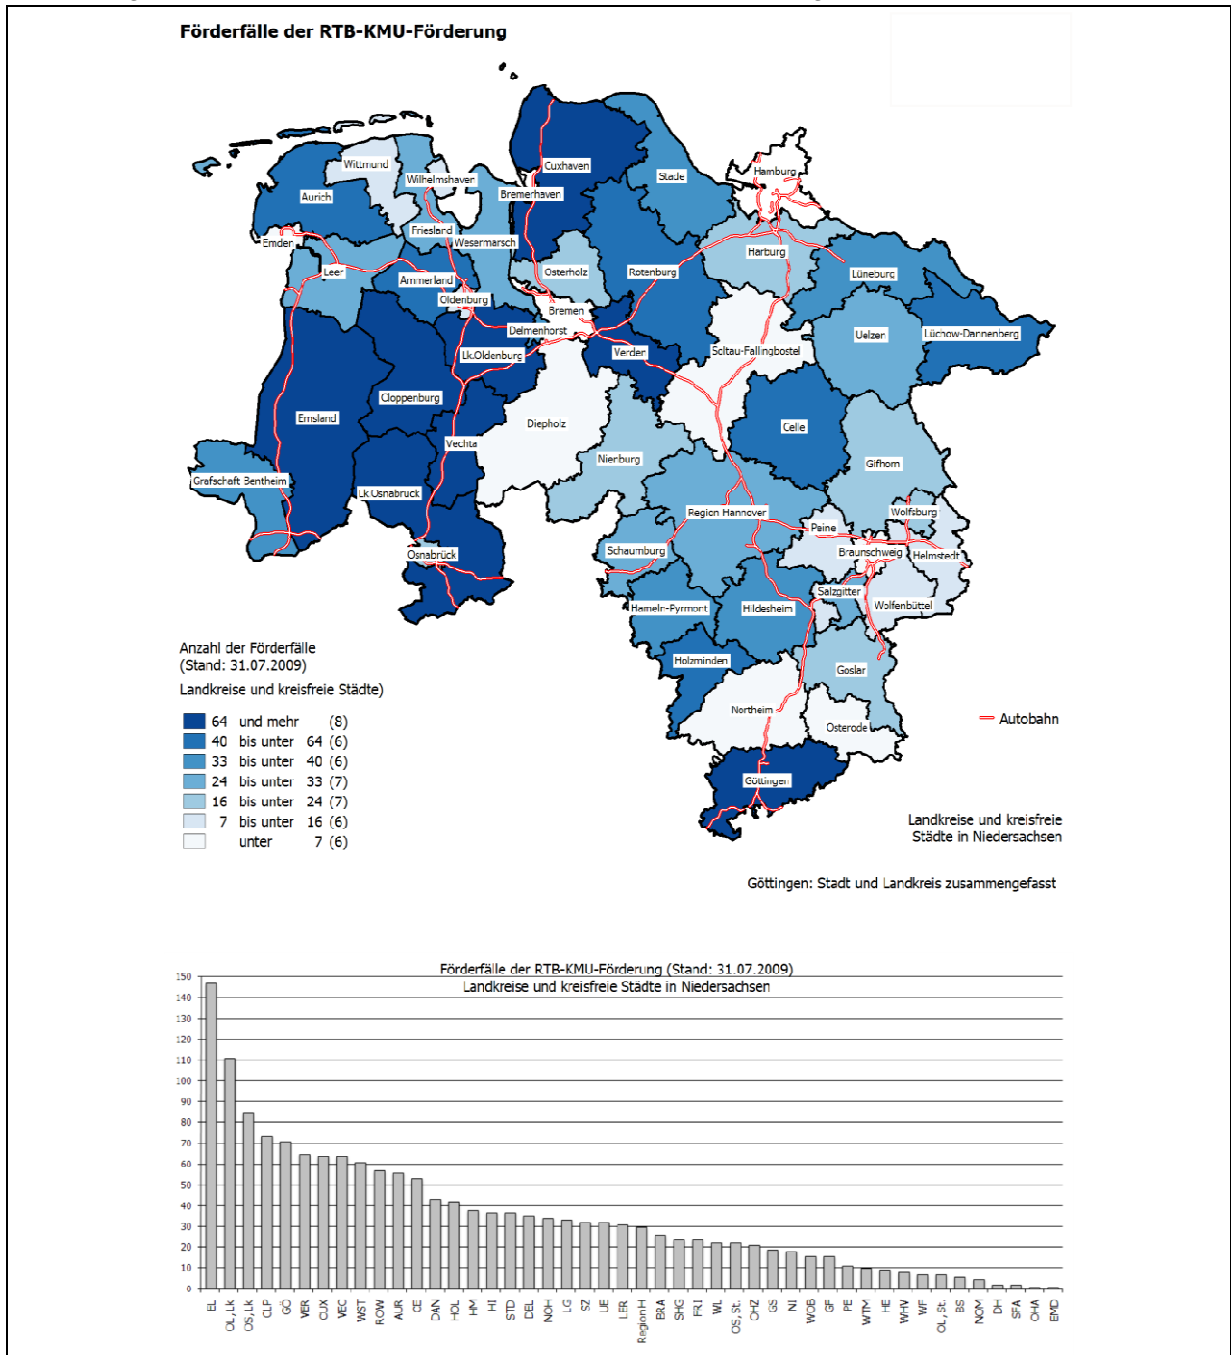 Förderfälle der RTB-KMU-Förderung
Cuxhaven
Wittmund
Wilhelmshaven
Stade
Hamburg
Bremerhaven
Aurich
Friesland
Wesermarsch
Emden
Leer
Osterholz
Rotenburg
Harburg
Lüneburg
Ammerland
Oldenburg
Bremen
Delmenhorst
Uelzen
Lüchow-Dannenberg
Lk.Oldenburg
Verden
Soltau-Fallingbostel
Cloppenburg
Emsland
Diepholz
Celle
Vechta
Nienburg
Gifhorn
Grafschaft Bentheim
Lk.Osnabrück
Region Hannover
Wolfsburg
Peine
Osnabrück
Schaumburg
Braunschweig
Helmstedt
Salzgitter
Hameln-Pyrmont
Hildesheim
Wolfenbüttel
Holzminden
Goslar
Northeim
Osterode
Göttingen
Anzahl der Förderfälle
(Stand: 31.07.2009)
Landkreise und kreisfreie Städte)
64 und mehr (8)
40 bis unter 64 (6)
33 bis unter 40 (6)
24 bis unter 33 (7)
16 bis unter 24 (7)
7 bis unter 16 (6)
unter 7 (6)
Autobahn
Landkreise und kreisfreie
Städte in Niedersachsen
Göttingen: Stadt und Landkreis zusammengefasst
Förderfälle der RTB-KMU-Förderung (Stand: 31.07.2009)
Landkreise und kreisfreie Städte in Niedersachsen
150
140
130
120
110
100
90
80
70
60
50
40
30
20
10
0
EL
OL,Lk
OS,Lk
CLP
GÖ
VER
CUX
VEC
WST
ROW
AUR
CE
DAN
HOL
HM
HI
STD
DEL
NOH
LG
SZ
UE
LER
Region H
BRA
SHG
FRI
WL
OS, St.
OHZ
GS
NI
WOB
GF
PE
WTM
HE
WHV
WF
OL, St.
BS
NOM
DH
SFA
OHA
EMD